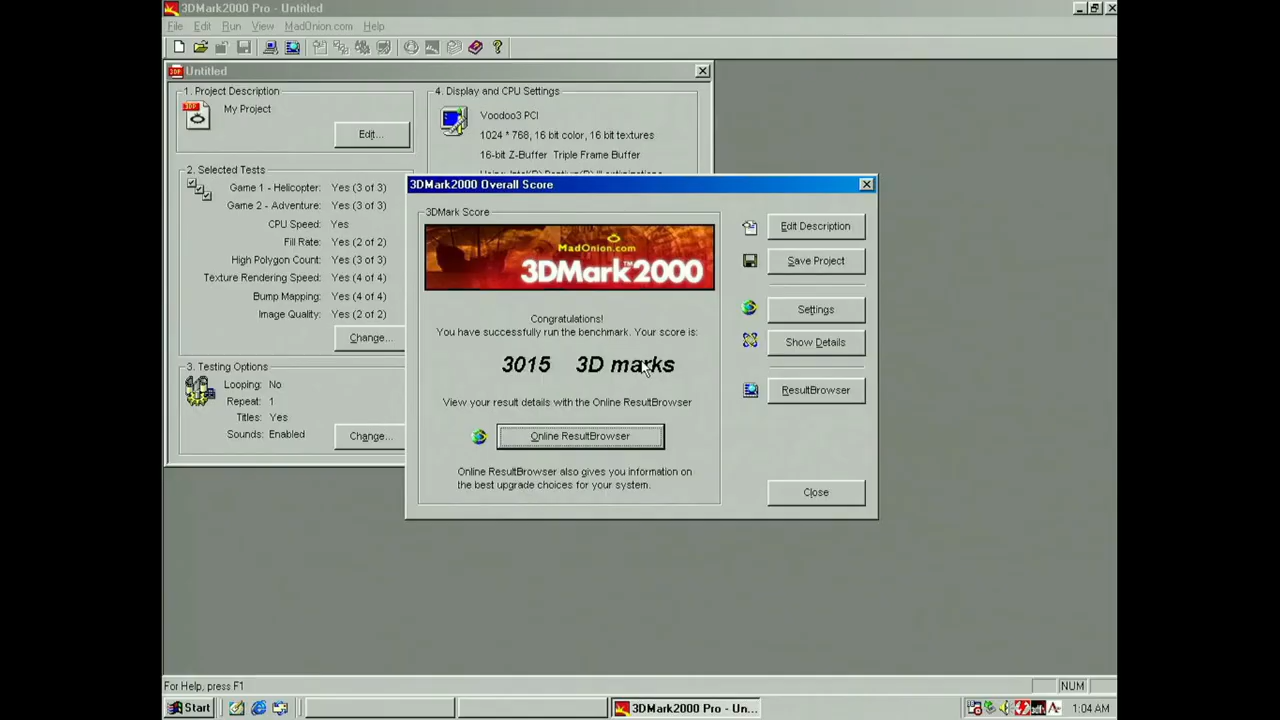 3DMark2000 Pro - Untitled
File Edit Run View MadOnion.com Help
Untitled
1. Project Description
My Project
Edit...
2. Selected Tests
Game 1 - Helicopter: Yes (3 of 3)
Game 2 - Adventure: Yes (3 of 3)
CPU Speed: Yes
Fill Rate: Yes (2 of 2)
High Polygon Count: Yes (3 of 3)
Texture Rendering Speed: Yes (4 of 4)
Bump Mapping: Yes (4 of 4)
Image Quality: Yes (2 of 2)
Change...
3. Testing Options
Looping: No
Repeat: 1
Titles: Yes
Sounds: Enabled
Change...
4. Display and CPU Settings
Voodoo3 PCI
1024 * 768, 16 bit color, 16 bit textures
16-bit Z-Buffer Triple Frame Buffer
3DMark2000 Overall Score
3DMark Score
MadOnion.com
3DMark™2000
Congratulations!
You have successfully run the benchmark. Your score is:
3015 3D marks
View your result details with the Online ResultBrowser
Online ResultBrowser
Online ResultBrowser also gives you information on
the best upgrade choices for your system.
Edit Description
Save Project
Settings
Show Details
ResultBrowser
Close
For Help, press F1
NUM
Start
3DMark2000 Pro - Un...
1:04 AM